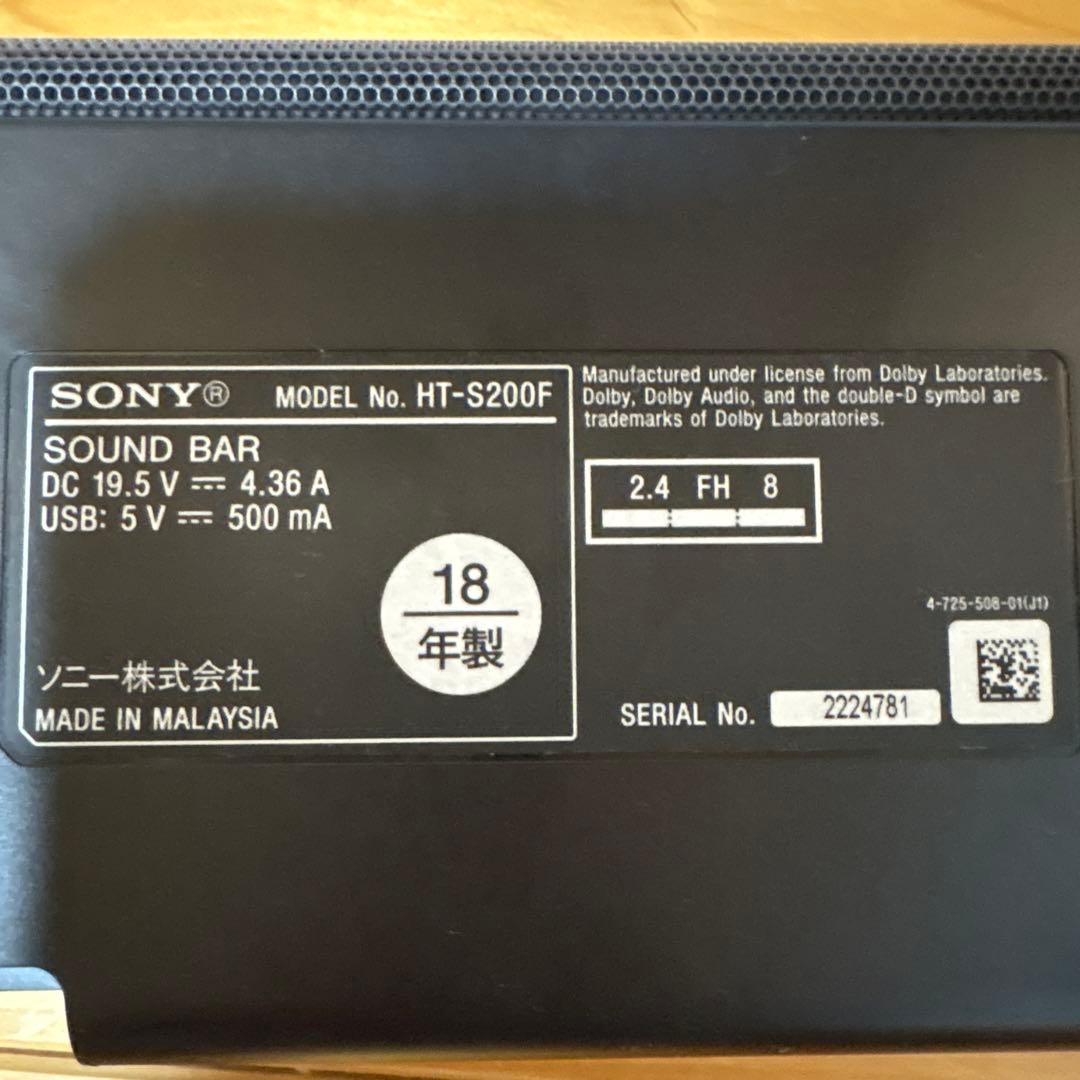 SONY® MODEL No. HT-S200F
SOUND BAR
DC 19.5 V ⎓ 4.36 A
USB: 5 V ⎓ 500 mA
18
年製
ソニー株式会社
MADE IN MALAYSIA
Manufactured under license from Dolby Laboratories.
Dolby, Dolby Audio, and the double-D symbol are
trademarks of Dolby Laboratories.
2.4 FH 8
4-725-508-01(J1)
SERIAL No. 2224781